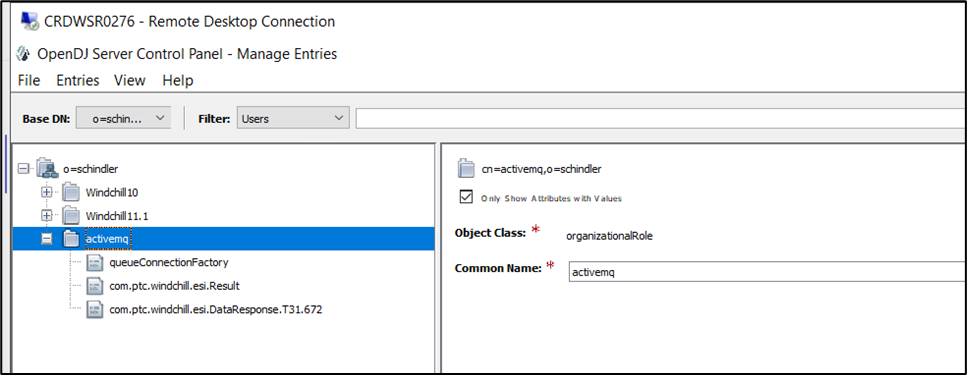 CRDWSR0276 - Remote Desktop Connection
OpenDJ Server Control Panel - Manage Entries
File Entries View Help
Base DN: o=schin... Filter: Users
o=schindler
Windchill10
Windchill11.1
activemq
queueConnectionFactory
com.ptc.windchill.esi.Result
com.ptc.windchill.esi.DataResponse.T31.672
cn=activemq,o=schindler
Only Show Attributes with Values
Object Class: * organizationalRole
Common Name: * activemq